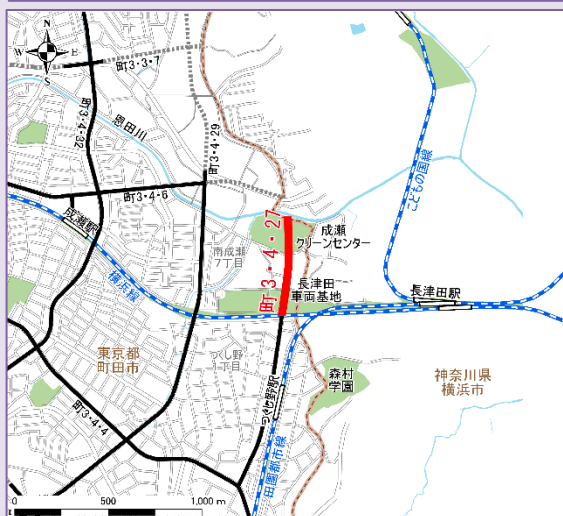 N
W
E
S
町3・3・7
恩田川
町3・4・32
町3・4・29
町3・4・6
成瀬駅
横浜線
南成瀬
7丁目
町3・4・27
成瀬
クリーンセンター
こどもの国線
長津田
車両基地
長津田駅
東京都
町田市
つくし野
丁目
つくし野駅
森村
学園
神奈川県
横浜市
町3・4・4
田園都市線
0
500
1,000 m